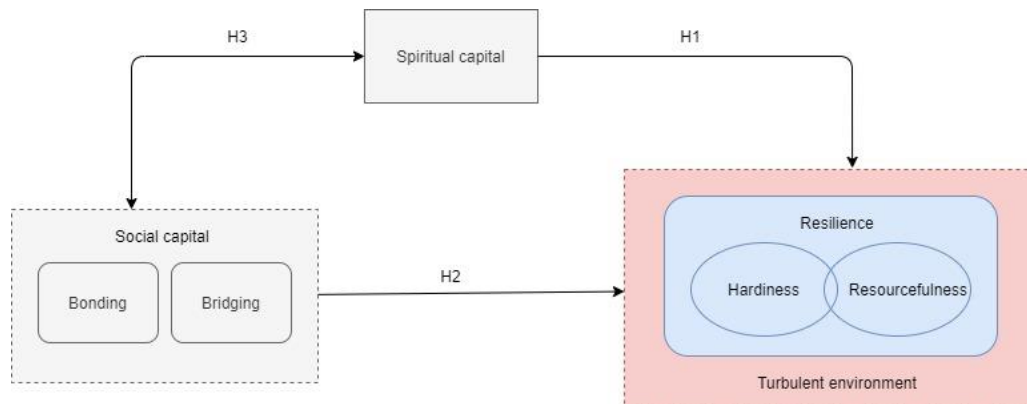 H3
Spiritual capital
H1
Social capital
Bonding
Bridging
H2
Resilience
Hardiness
Resourcefulness
Turbulent environment